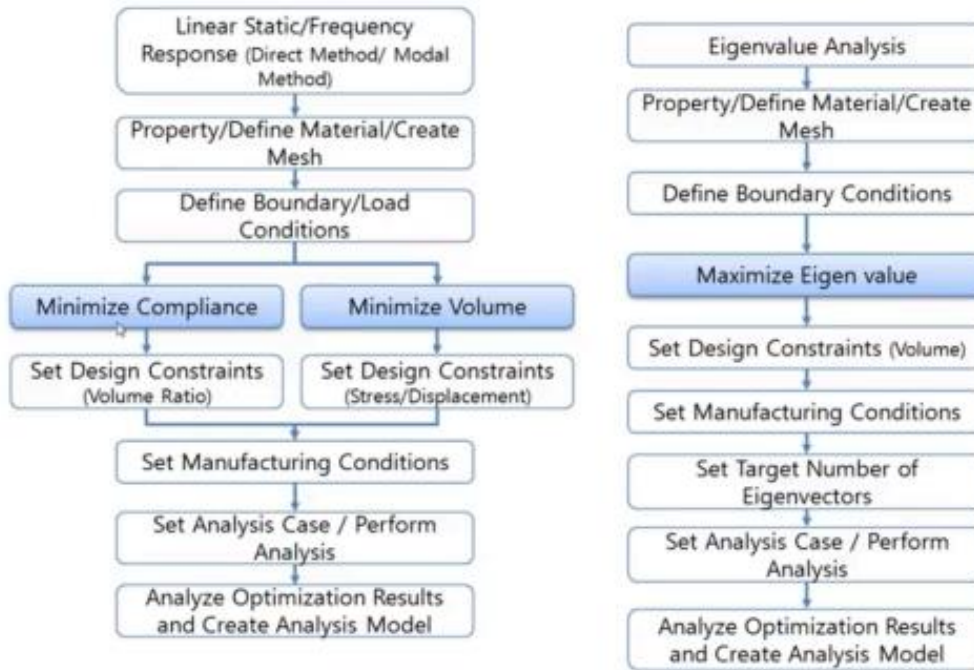 Linear Static/Frequency
Response (Direct Method/ Modal
Method)
Property/Define Material/Create
Mesh
Define Boundary/Load
Conditions
Minimize Compliance
Minimize Volume
Set Design Constraints
(Volume Ratio)
Set Design Constraints
(Stress/Displacement)
Set Manufacturing Conditions
Set Analysis Case / Perform
Analysis
Analyze Optimization Results
and Create Analysis Model
Eigenvalue Analysis
Property/Define Material/Create
Mesh
Define Boundary Conditions
Maximize Eigen value
Set Design Constraints (Volume)
Set Manufacturing Conditions
Set Target Number of
Eigenvectors
Set Analysis Case / Perform
Analysis
Analyze Optimization Results
and Create Analysis Model